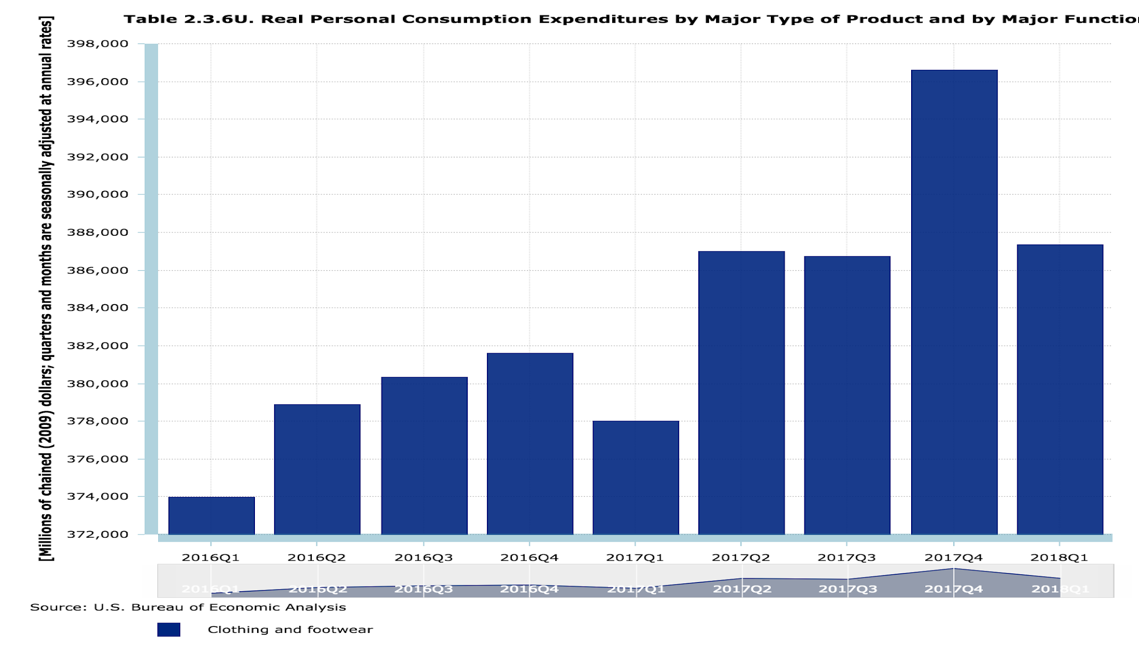 Table 2.3.6U. Real Personal Consumption Expenditures by Major Type of Product and by Major
[Millions of chained (2009) dollars; quarters and months are seasonally adjusted at annual rates]
398,000
396,000
394,000
392,000
390,000
388,000
386,000
384,000
382,000
380,000
378,000
376,000
374,000
372,000
2016Q1 2016Q2 2016Q3 2016Q4 2017Q1 2017Q2 2017Q3 2017Q4 2018Q1
2016Q1 2016Q2 2016Q3 2016Q4 2017Q1 2017Q2 2017Q3 2017Q4 2018Q1
Source: U.S. Bureau of Economic Analysis
Clothing and footwear